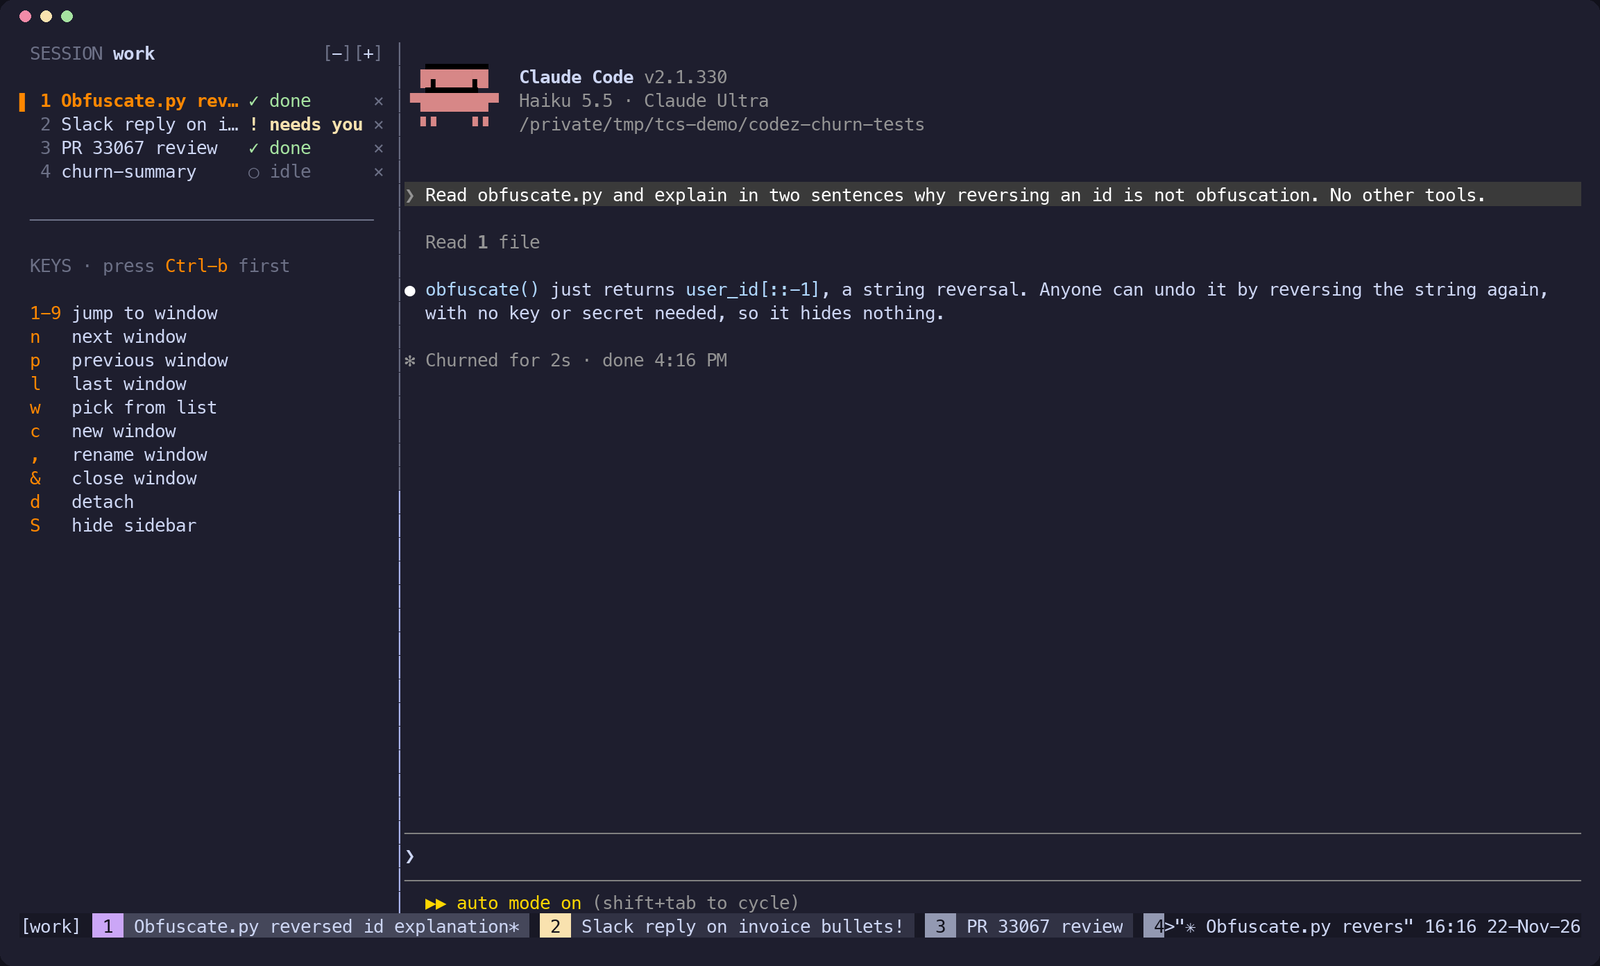 SESSION work [−][+]
1 Obfuscate.py rev… ✓ done ×
2 Slack reply on i… ! needs you ×
3 PR 33067 review ✓ done ×
4 churn−summary ○ idle ×
KEYS · press Ctrl−b first
1−9 jump to window
n next window
p previous window
l last window
w pick from list
c new window
, rename window
& close window
d detach
S hide sidebar
Claude Code v2.1.330
Haiku 5.5 · Claude Ultra
/private/tmp/tcs−demo/codez−churn−tests
❯ Read obfuscate.py and explain in two sentences why reversing an id is not obfuscation. No other tools.
Read 1 file
● obfuscate() just returns user_id[::−1], a string reversal. Anyone can undo it by reversing the string again,
with no key or secret needed, so it hides nothing.
✻ Churned for 2s · done 4:16 PM
❯
▶▶ auto mode on (shift+tab to cycle)
[work] 1 Obfuscate.py reversed id explanation* 2 Slack reply on invoice bullets! 3 PR 33067 review 4>"✳ Obfuscate.py revers" 16:16 22−Nov−26